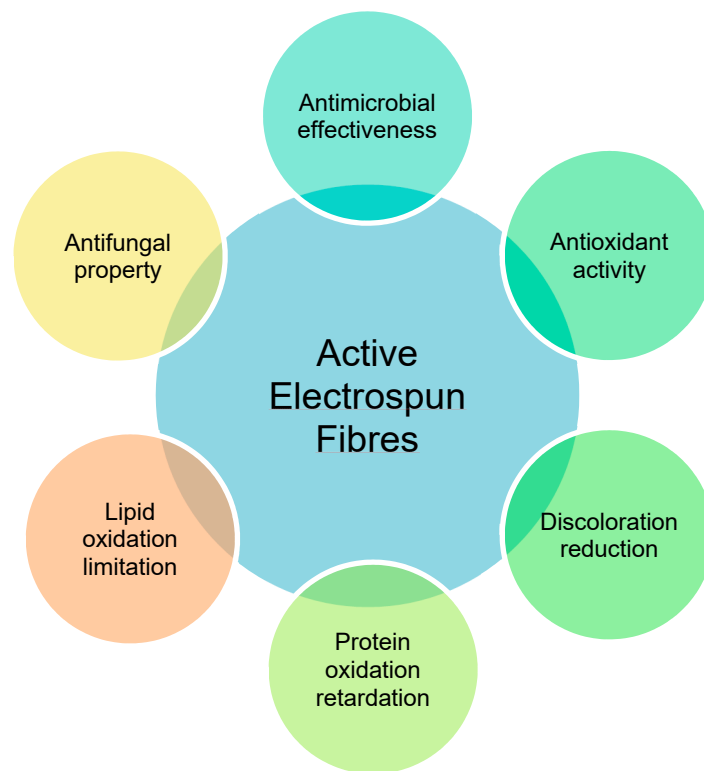 Antimicrobial
effectiveness
Antifungal
property
Antioxidant
activity
Active
Electrospun
Fibres
Lipid
oxidation
limitation
Discoloration
reduction
Protein
oxidation
retardation